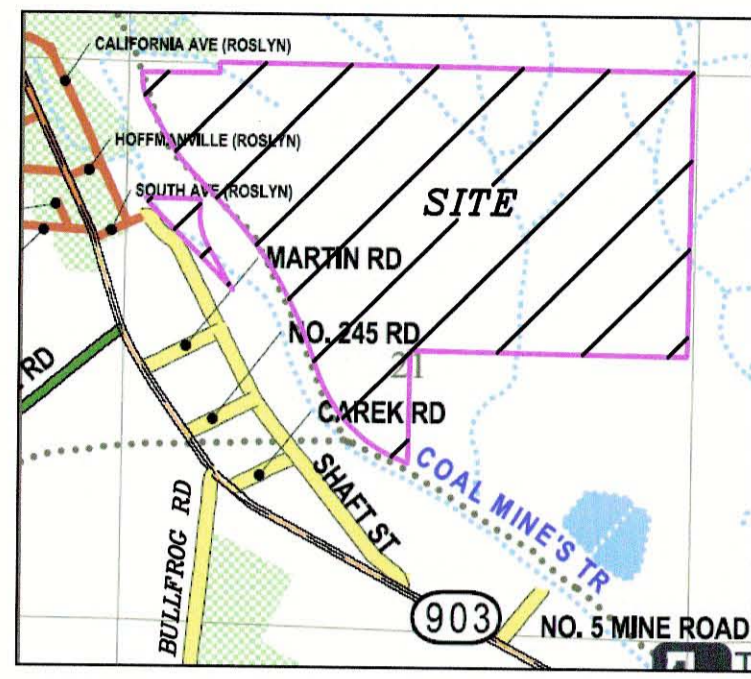 CALIFORNIA AVE (ROSLYN)
HOFFMANVILLE (ROSLYN)
SOUTH AVE (ROSLYN)
SITE
MARTIN RD
NO. 245 RD
RD
21
CAREK RD
SHAFT ST
COAL MINE'S TR
BULLFROG RD
903
NO. 5 MINE ROAD
T